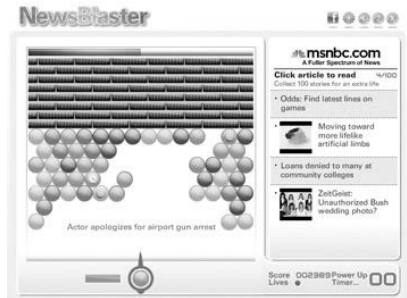 NewsBlaster
msnbc.com
A Fuller Spectrum of News
Click article to read 4/100
Collect 100 stories for an extra life
Odds: Find latest lines on
games
Moving toward
more lifelike
artificial limbs
Loans denied to many at
community colleges
ZeitGeist:
Unauthorized Bush
wedding photo?
Actor apologizes for airport gun arrest
Score 002389 Power Up
Lives Timer... 00